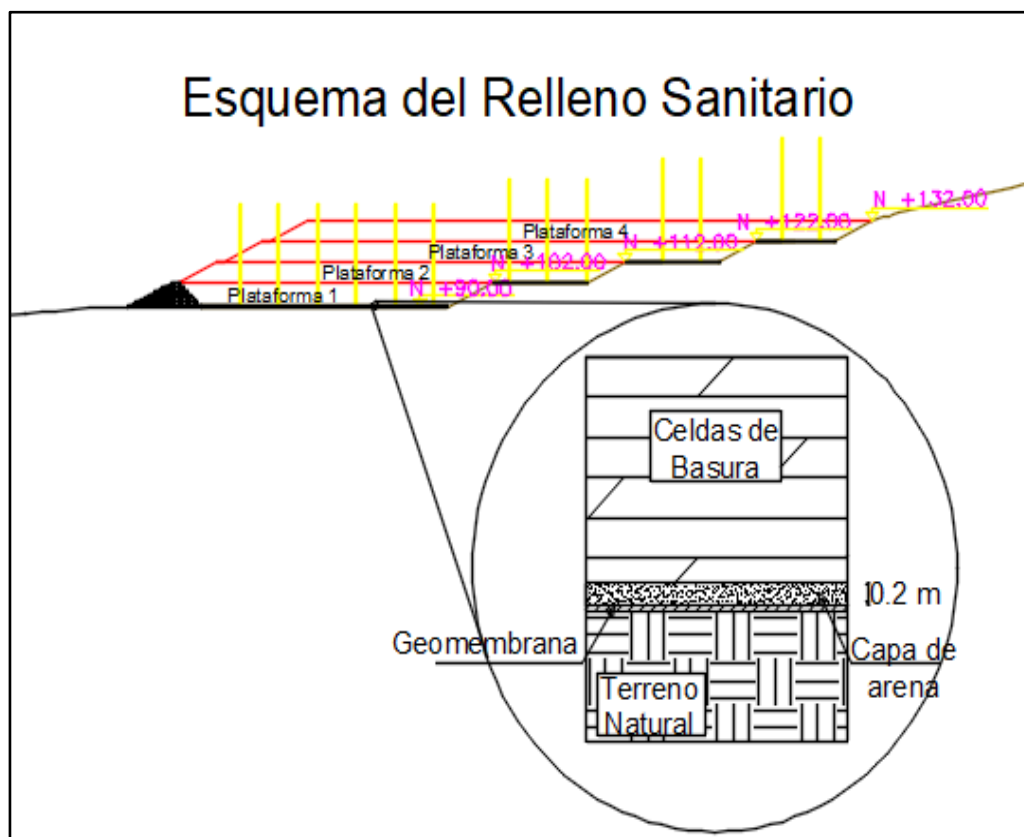 Esquema del Relleno Sanitario
N +132.00
N +122.00
Plataforma 4
N +112.00
Plataforma 3
N +102.00
Plataforma 2
N +90.00
Plataforma 1
Celdas de
Basura
0.2 m
Geomembrana
Capa de
arena
Terreno
Natural